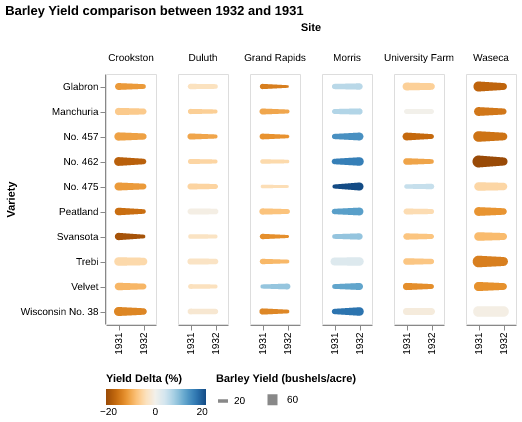 Barley Yield comparison between 1932 and 1931
Site
Crookston Duluth Grand Rapids Morris University Farm Waseca
Variety
Glabron
Manchuria
No. 457
No. 462
No. 475
Peatland
Svansota
Trebi
Velvet
Wisconsin No. 38
1931 1932 1931 1932 1931 1932 1931 1932 1931 1932 1931 1932
Yield Delta (%) Barley Yield (bushels/acre)
20 60
−20 0 20